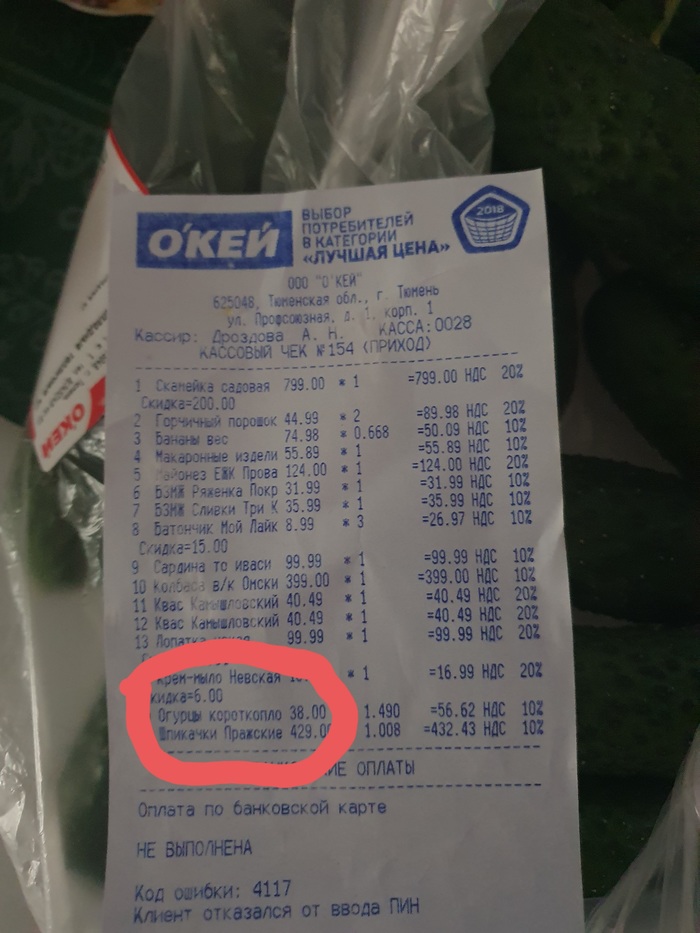 О'КЕЙ
ВЫБОР
ПОТРЕБИТЕЛЕЙ
В КАТЕГОРИИ
«ЛУЧШАЯ ЦЕНА»
2018
ООО "О'КЕЙ"
625048, Тюменская обл., г. Тюмень
ул. Профсоюзная, д. 1, корп. 1
Кассир: Дроздова А. Н. КАССА:0028
КАССОВЫЙ ЧЕК №154 (ПРИХОД)
1 Скамейка садовая 799.00 * 1 =799.00 НДС 20%
Скидка=200.00
2 Горчичный порошок 44.99 * 2 =89.98 НДС 20%
3 Бананы вес 74.98 * 0.668 =50.09 НДС 10%
4 Макаронные издели 55.89 * 1 =55.89 НДС 10%
5 Майонез ЕЖК Прова 124.00 * 1 =124.00 НДС 20%
6 БЗМЖ Ряженка Покр 31.99 * 1 =31.99 НДС 10%
7 БЗМЖ Сливки Три К 35.99 * 1 =35.99 НДС 10%
8 Батончик Мой Лайк 8.99 * 3 =26.97 НДС 10%
Скидка=15.00
9 Сардина то иваси 99.99 * 1 =99.99 НДС 10%
10 Колбаса в/к Омски 399.00 * 1 =399.00 НДС 10%
11 Квас Камышловский 40.49 * 1 =40.49 НДС 20%
12 Квас Камышловский 40.49 * 1 =40.49 НДС 20%
13 Лопатка 99.99 * 1 =99.99 НДС 20%
Крем-мыло Невская * 1 =16.99 НДС 20%
кидка=6.00
Огурцы короткопло 38.00 1.490 =56.62 НДС 10%
Шпикачки Пражские 429.00 1.008 =432.43 НДС 10%
ИЕ ОПЛАТЫ
Оплата по банковской карте
НЕ ВЫПОЛНЕНА
Код ошибки: 4117
Клиент отказался от ввода ПИН
ОКЕЙ